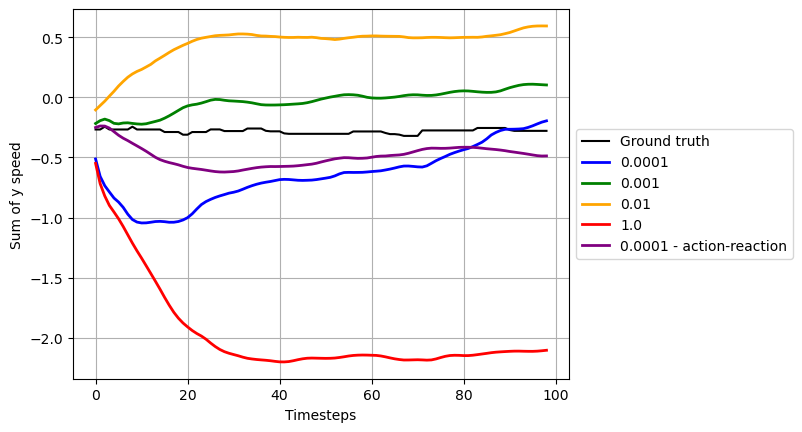 0.5
0.0
−0.5
−1.0
−1.5
−2.0
Sum of y speed
0 20 40 60 80 100
Timesteps
Ground truth
0.0001
0.001
0.01
1.0
0.0001 - action-reaction